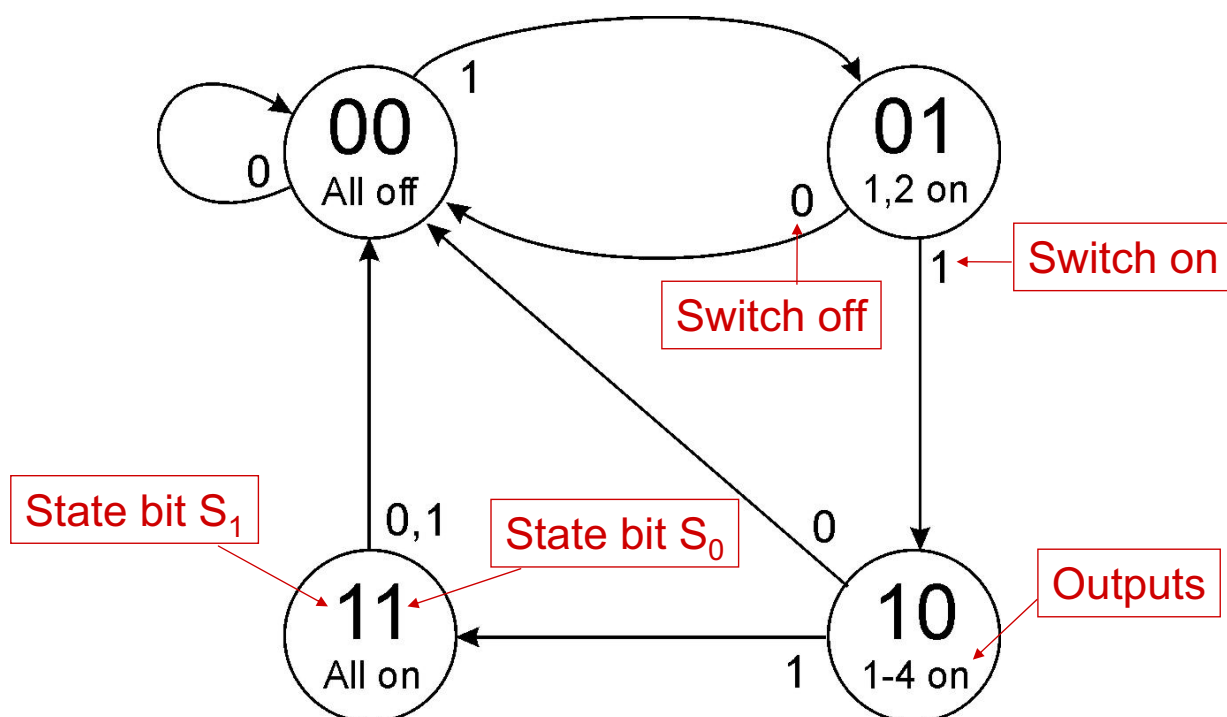 1
00
All off
0
01
1,2 on
0
1
Switch on
Switch off
State bit S₁
0,1
State bit S₀
0
11
All on
10
1-4 on
1
Outputs